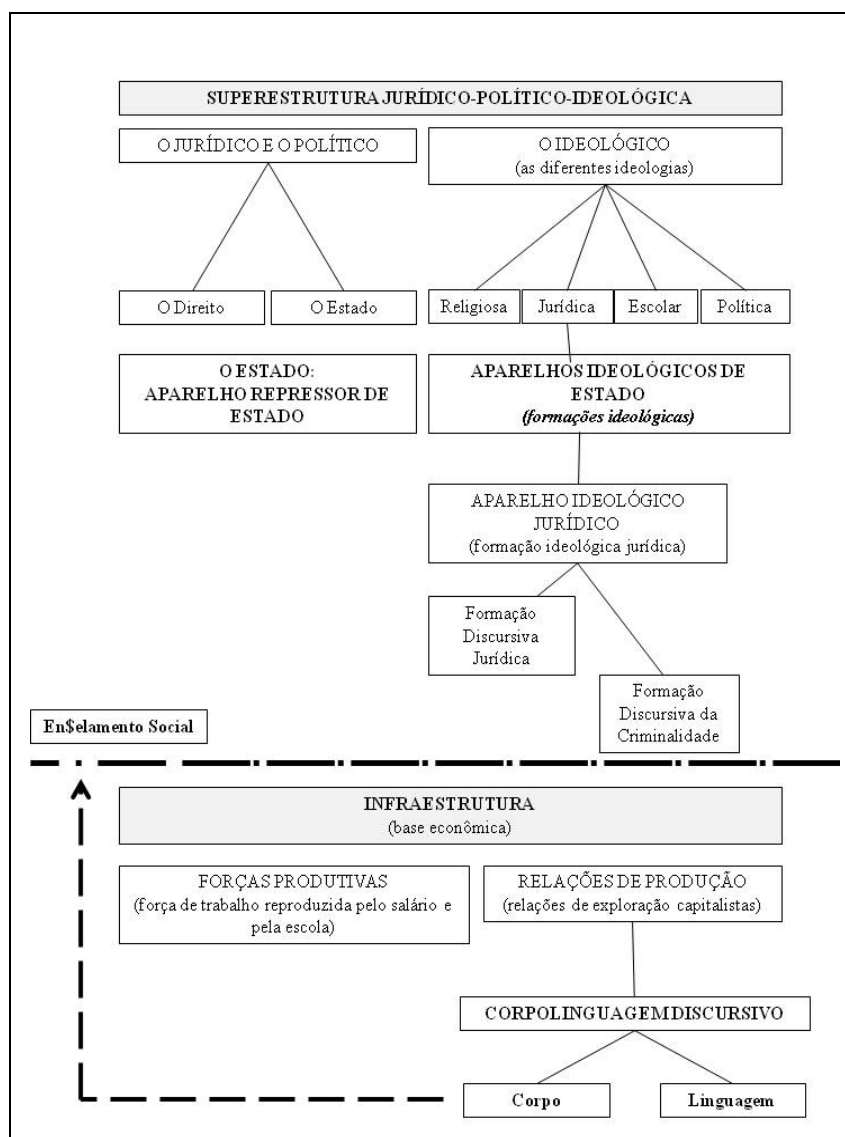 SUPERESTRUTURA JURÍDICO-POLÍTICO-IDEOLÓGICA
O JURÍDICO E O POLÍTICO
O IDEOLÓGICO
(as diferentes ideologias)
O Direito
O Estado
Religiosa
Jurídica
Escolar
Política
O ESTADO:
APARELHO REPRESSOR DE
ESTADO
APARELHOS IDEOLÓGICOS DE
ESTADO
(formações ideológicas)
APARELHO IDEOLÓGICO
JURÍDICO
(formação ideológica jurídica)
Formação
Discursiva
Jurídica
Formação
Discursiva da
Criminalidade
En$elamento Social
INFRAESTRUTURA
(base econômica)
FORÇAS PRODUTIVAS
(força de trabalho reproduzida pelo salário e
pela escola)
RELAÇÕES DE PRODUÇÃO
(relações de exploração capitalistas)
CORPOLINGUAGEM DISCURSIVO
Corpo
Linguagem